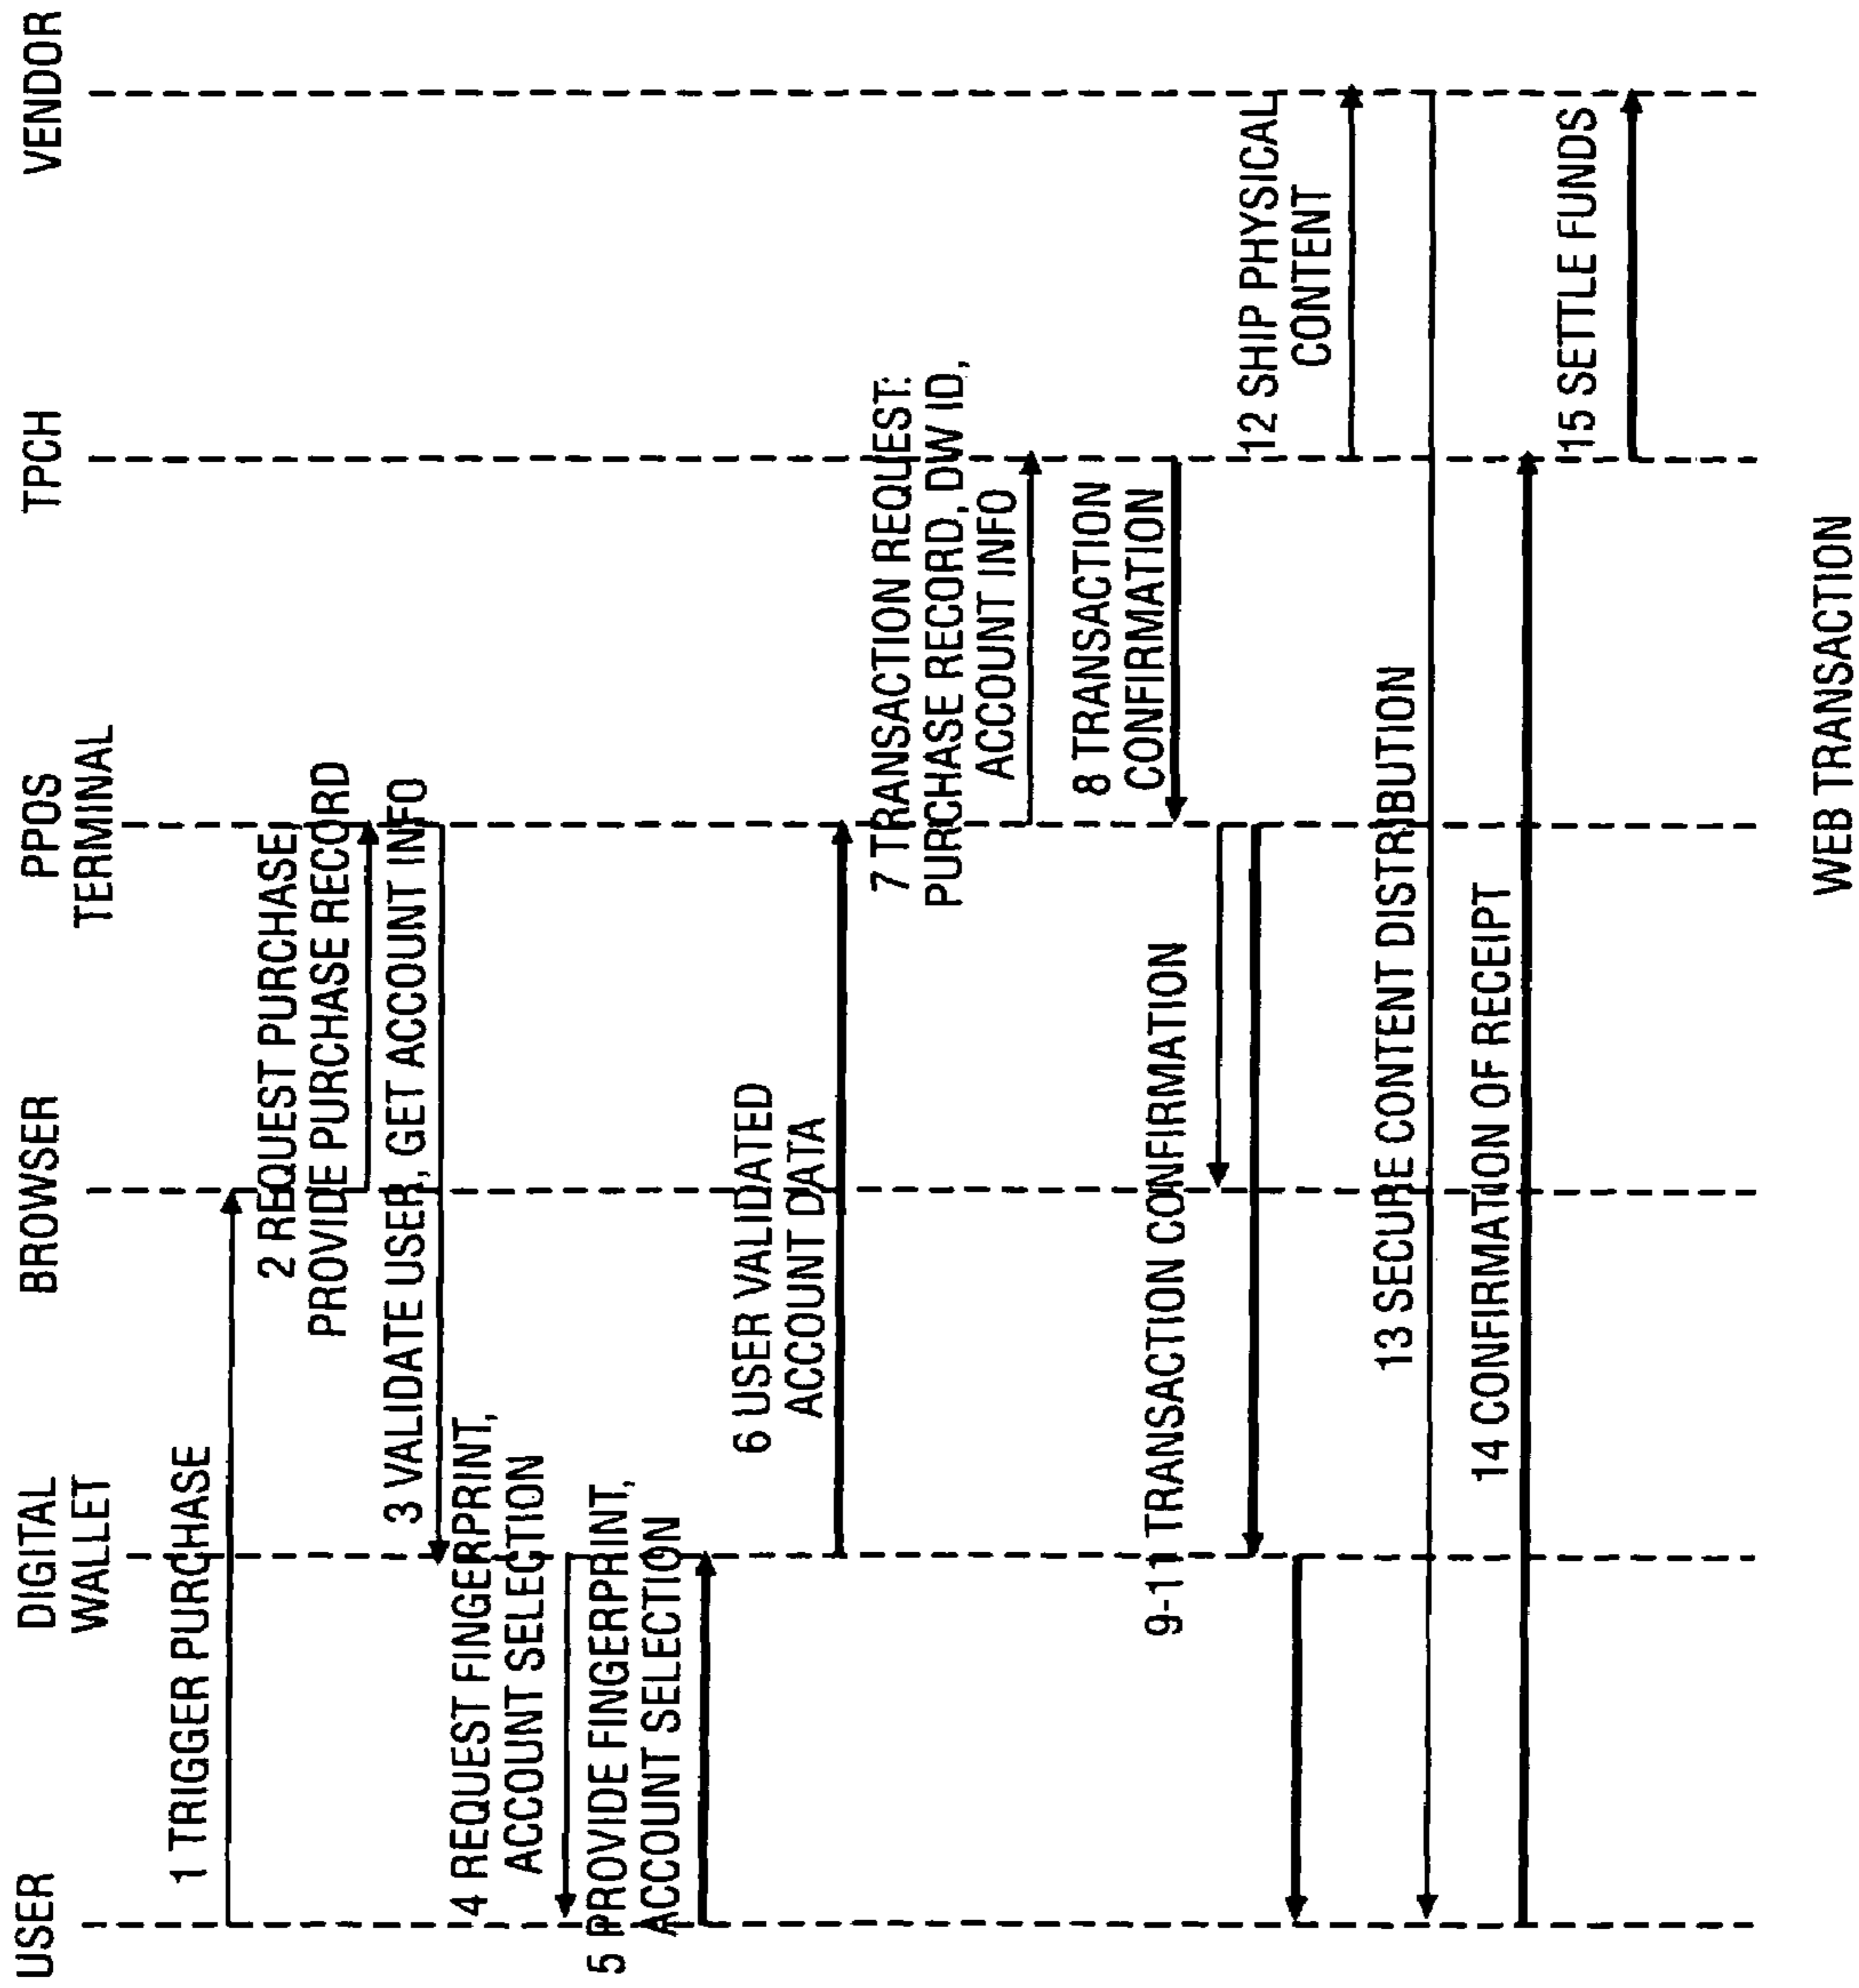 USER
DIGITAL
WALLET
BROWSER
PPOS
TERMINAL
TPCH
VENDOR
1 TRIGGER PURCHASE
2 REQUEST PURCHASE;
PROVIDE PURCHASE RECORD
3 VALIDATE USER, GET ACCOUNT INFO
4 REQUEST FINGERPRINT,
ACCOUNT SELECTION
5 PROVIDE FINGERPRINT,
ACCOUNT SELECTION
6 USER VALIDATED
ACCOUNT DATA
7 TRANSACTION REQUEST:
PURCHASE RECORD, DW ID,
ACCOUNT INFO
8 TRANSACTION
CONFIRMATION
9-11 TRANSACTION CONFIRMATION
12 SHIP PHYSICAL
CONTENT
13 SECURE CONTENT DISTRIBUTION
14 CONFIRMATION OF RECEIPT
15 SETTLE FUNDS
WEB TRANSACTION